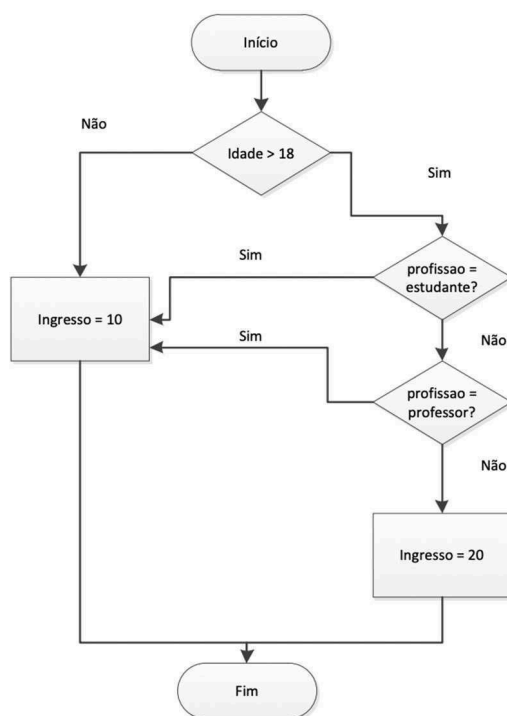 Início
Não
Idade > 18
Sim
Sim
profissao =
estudante?
Ingresso = 10
Sim
Não
profissao =
professor?
Não
Ingresso = 20
Fim